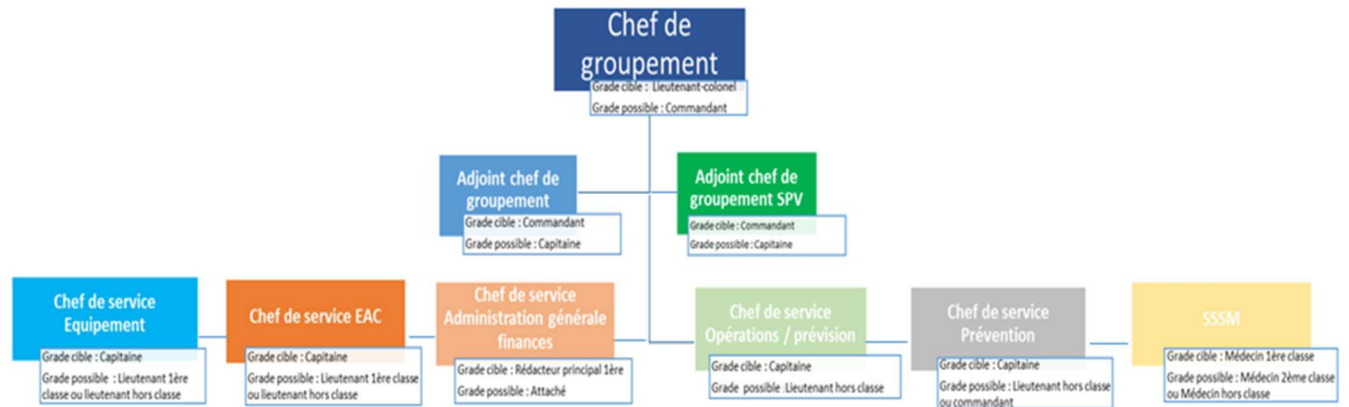 Chef de
groupement
Grade cible : Lieutenant-colonel
Grade possible : Commandant
Adjoint chef de
groupement
Grade cible : Commandant
Grade possible : Capitaine
Adjoint chef de
groupement SPV
Grade cible : Commandant
Grade possible : Capitaine
Chef de service
Equipement
Grade cible : Capitaine
Grade possible : Lieutenant 1ère
classe ou lieutenant hors classe
Chef de service EAC
Grade cible : Capitaine
Grade possible : Lieutenant 1ère classe
ou lieutenant hors classe
Chef de service
Administration générale
finances
Grade cible : Rédacteur principal 1ère
Grade possible : Attaché
Chef de service
Opérations / prévision
Grade cible : Capitaine
Grade possible :Lieutenant hors classe
Chef de service
Prévention
Grade cible : Capitaine
Grade possible : Lieutenant hors classe
ou commandant
SSSM
Grade cible : Médecin 1ère classe
Grade possible : Médecin 2ème classe
ou Médecin hors classe